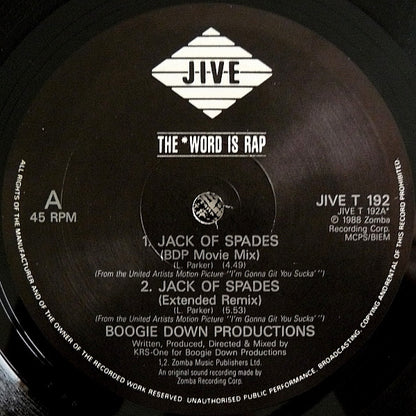 JIVE
THE *WORD IS RAP
A
45 RPM
JIVE T 192
JIVE T 192A*
℗ 1988 Zomba
Recording Corp.
MCPS/BIEM
1. JACK OF SPADES
(BDP Movie Mix)
(L. Parker) (4.49)
(From the United Artists Motion Picture "I'm Gonna Git You Sucka'")
2. JACK OF SPADES
(Extended Remix)
(L. Parker) (5.53)
(From the United Artists Motion Picture "I'm Gonna Git You Sucka'")
BOOGIE DOWN PRODUCTIONS
Written, Produced, Directed & Mixed by
KRS-One for Boogie Down Productions
1,2. Zomba Music Publishers Ltd.
An original sound recording made by
Zomba Recording Corp.
ALL RIGHTS OF THE MANUFACTURER AND OF THE OWNER OF THE RECORDED WORK RESERVED. UNAUTHORISED PUBLIC PERFORMANCE, BROADCASTING, COPYING AND RENTAL OF THIS RECORD PROHIBITED.